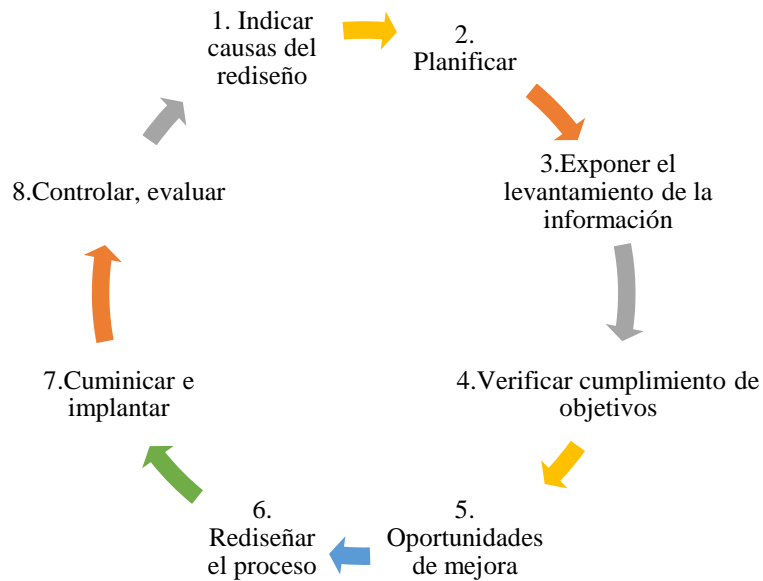 1. Indicar
causas del
rediseño
2.
Planificar
3.Exponer el
levantamiento de la
información
4.Verificar cumplimiento de
objetivos
5.
Oportunidades
de mejora
6.
Rediseñar
el proceso
7.Cuminicar e
implantar
8.Controlar, evaluar